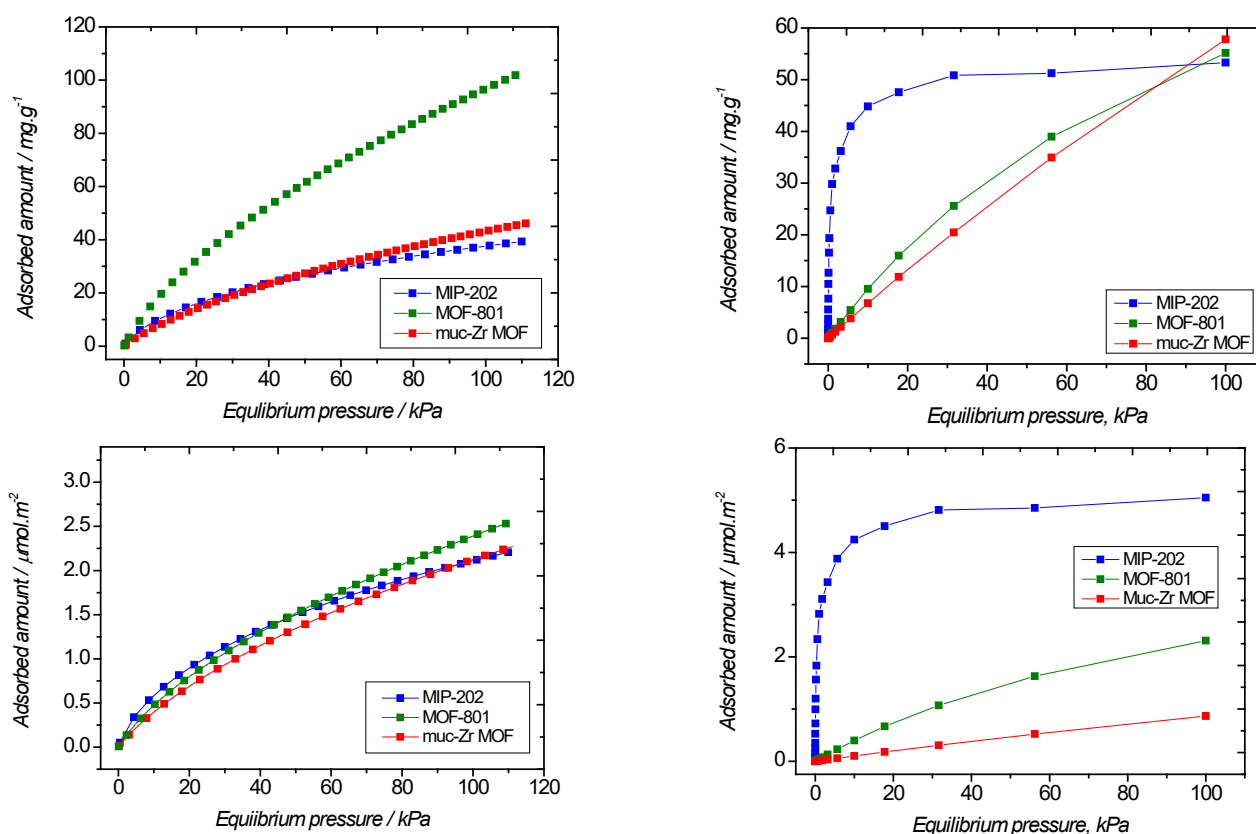 Adsorbed amount / mg.g-1
120
100
80
60
40
20
0
MIP-202
MOF-801
muc-Zr MOF
0 20 40 60 80 100 120
Equlibrium pressure / kPa
Adsorbed amount / mg.g-1
60
50
40
30
20
10
0
MIP-202
MOF-801
muc-Zr MOF
0 20 40 60 80 100
Equilibrium pressure, kPa
Adsorbed amount / μmol.m-2
3.0
2.5
2.0
1.5
1.0
0.5
0.0
MIP-202
MOF-801
muc-Zr MOF
0 20 40 60 80 100 120
Equiibrium pressure / kPa
Adsorbed amount / μmol.m-2
6
4
2
0
MIP-202
MOF-801
Muc-Zr MOF
0 20 40 60 80 100
Equilibrium pressure, kPa